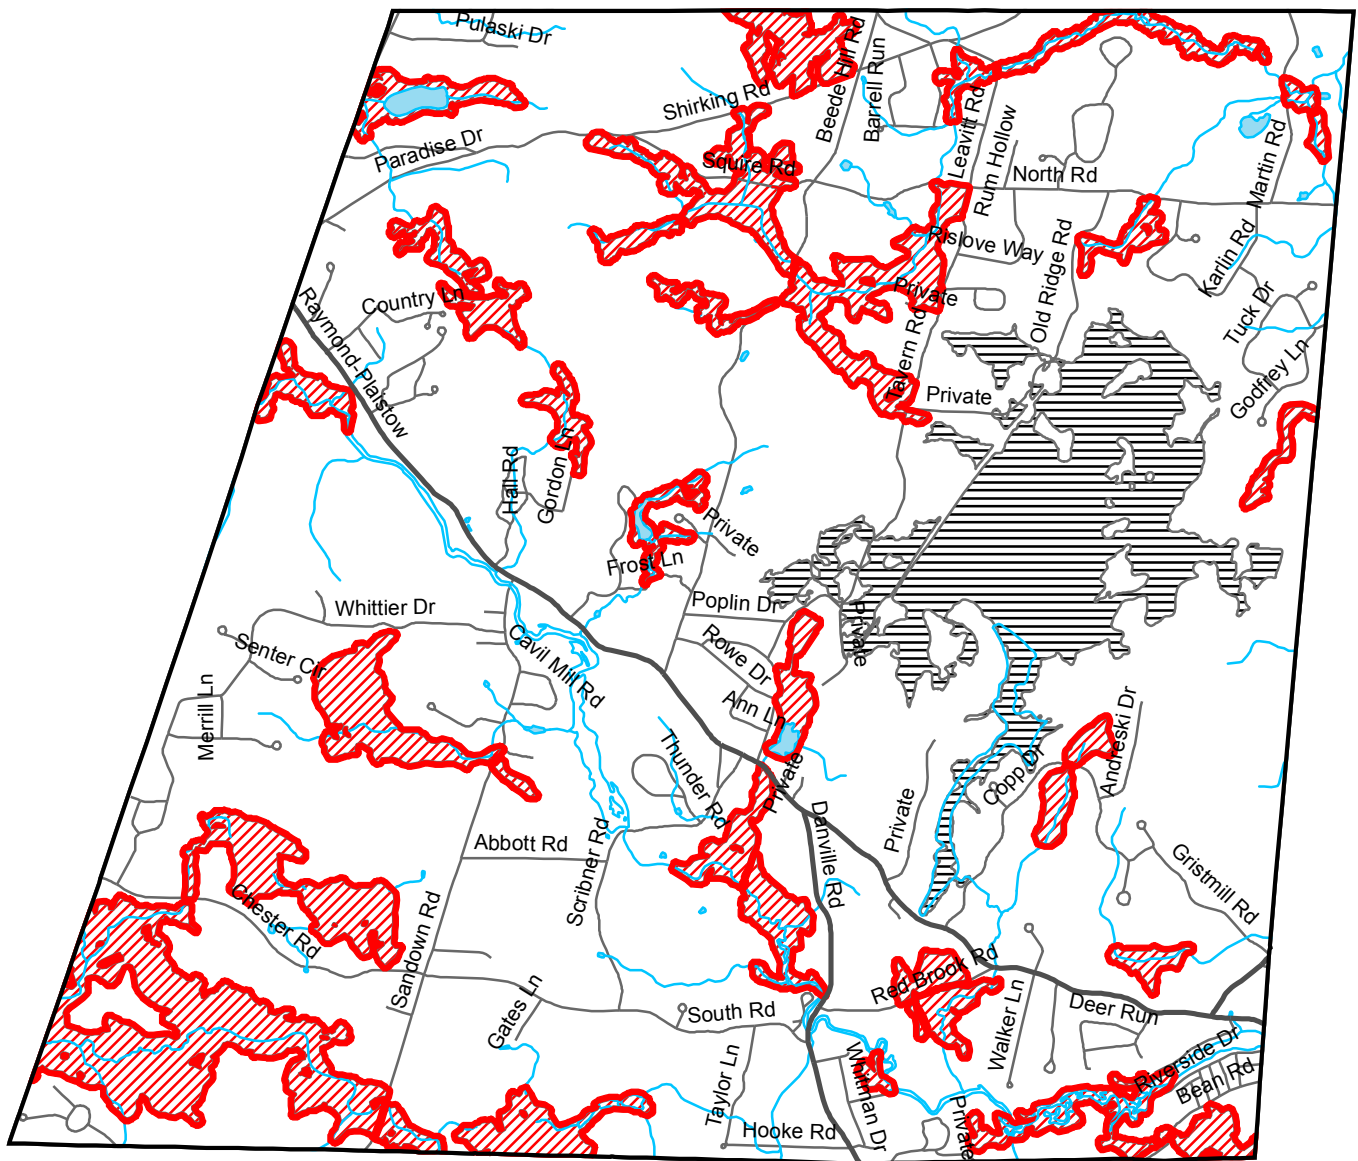 Pulaski Dr
Shirking Rd
Beede Hill Rd
Barrell Run
Paradise Dr
Squire Rd
Leavitt Rd
Rum Hollow
North Rd
Martin Rd
Rislove Way
Karlin Rd
Country Ln
Raymond-Plaistow
Private
Old Ridge Rd
Tuck Dr
Tavern Rd
Private
Godfrey Ln
Hall Rd
Gordon Ln
Private
Frost Ln
Whittier Dr
Poplin Dr
Private
Senter Cir
Cavil Mill Rd
Rowe Dr
Merrill Ln
Ann Ln
Thunder Rd
Private
Copp Dr
Andreski Dr
Private
Danville Rd
Abbott Rd
Scribner Rd
Gristmill Rd
Chester Rd
Sandown Rd
Red Brook Rd
Gates Ln
South Rd
Walker Ln
Deer Run
Taylor Ln
Whitman Dr
Riverside Dr
Bean Rd
Private
Hooke Rd